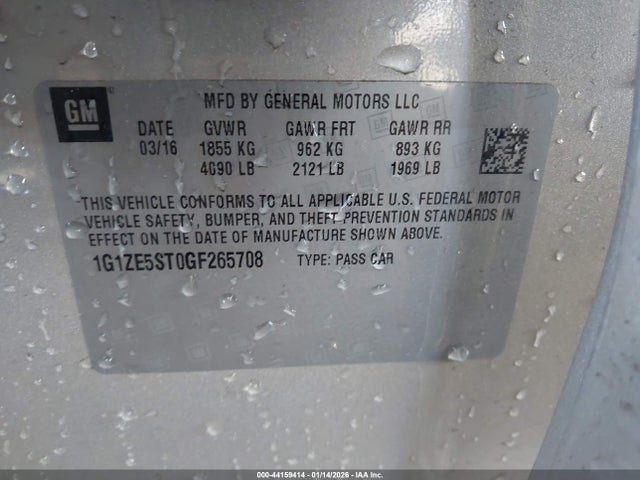 GM
MFD BY GENERAL MOTORS LLC
DATE GVWR GAWR FRT GAWR RR
03/16 1855 KG 962 KG 893 KG
4090 LB 2121 LB 1969 LB
THIS VEHICLE CONFORMS TO ALL APPLICABLE U.S. FEDERAL MOTOR
VEHICLE SAFETY, BUMPER, AND THEFT PREVENTION STANDARDS IN
EFFECT ON THE DATE OF MANUFACTURE SHOWN ABOVE.
1G1ZE5ST0GF265708 TYPE: PASS CAR
000-44159414 | 01/14/2026 | IAA Inc.